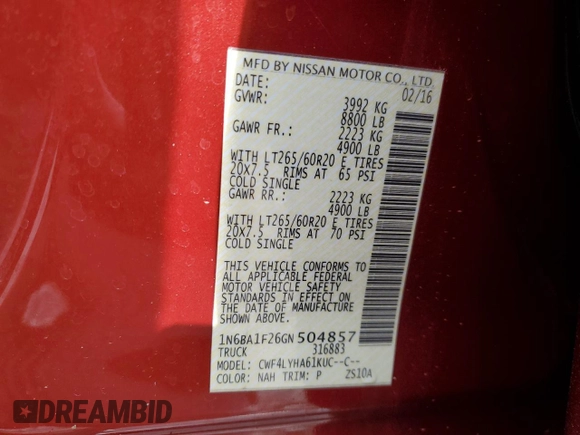 MFD BY NISSAN MOTOR CO., LTD
DATE: 02/16
GVWR: 3992 KG
8800 LB
GAWR FR.: 2223 KG
4900 LB
WITH LT265/60R20 E TIRES
20X7.5 RIMS AT 65 PSI
COLD SINGLE
GAWR RR.: 2223 KG
4900 LB
WITH LT265/60R20 E TIRES
20X7.5 RIMS AT 70 PSI
COLD SINGLE
THIS VEHICLE CONFORMS TO
ALL APPLICABLE FEDERAL
MOTOR VEHICLE SAFETY
STANDARDS IN EFFECT ON
THE DATE OF MANUFACTURE
SHOWN ABOVE.
1N6BA1F26GN504857
TRUCK 316883
MODEL: CWF4LYHA61KUC--C--
COLOR: NAH TRIM: P ZS10A
DREAMBID